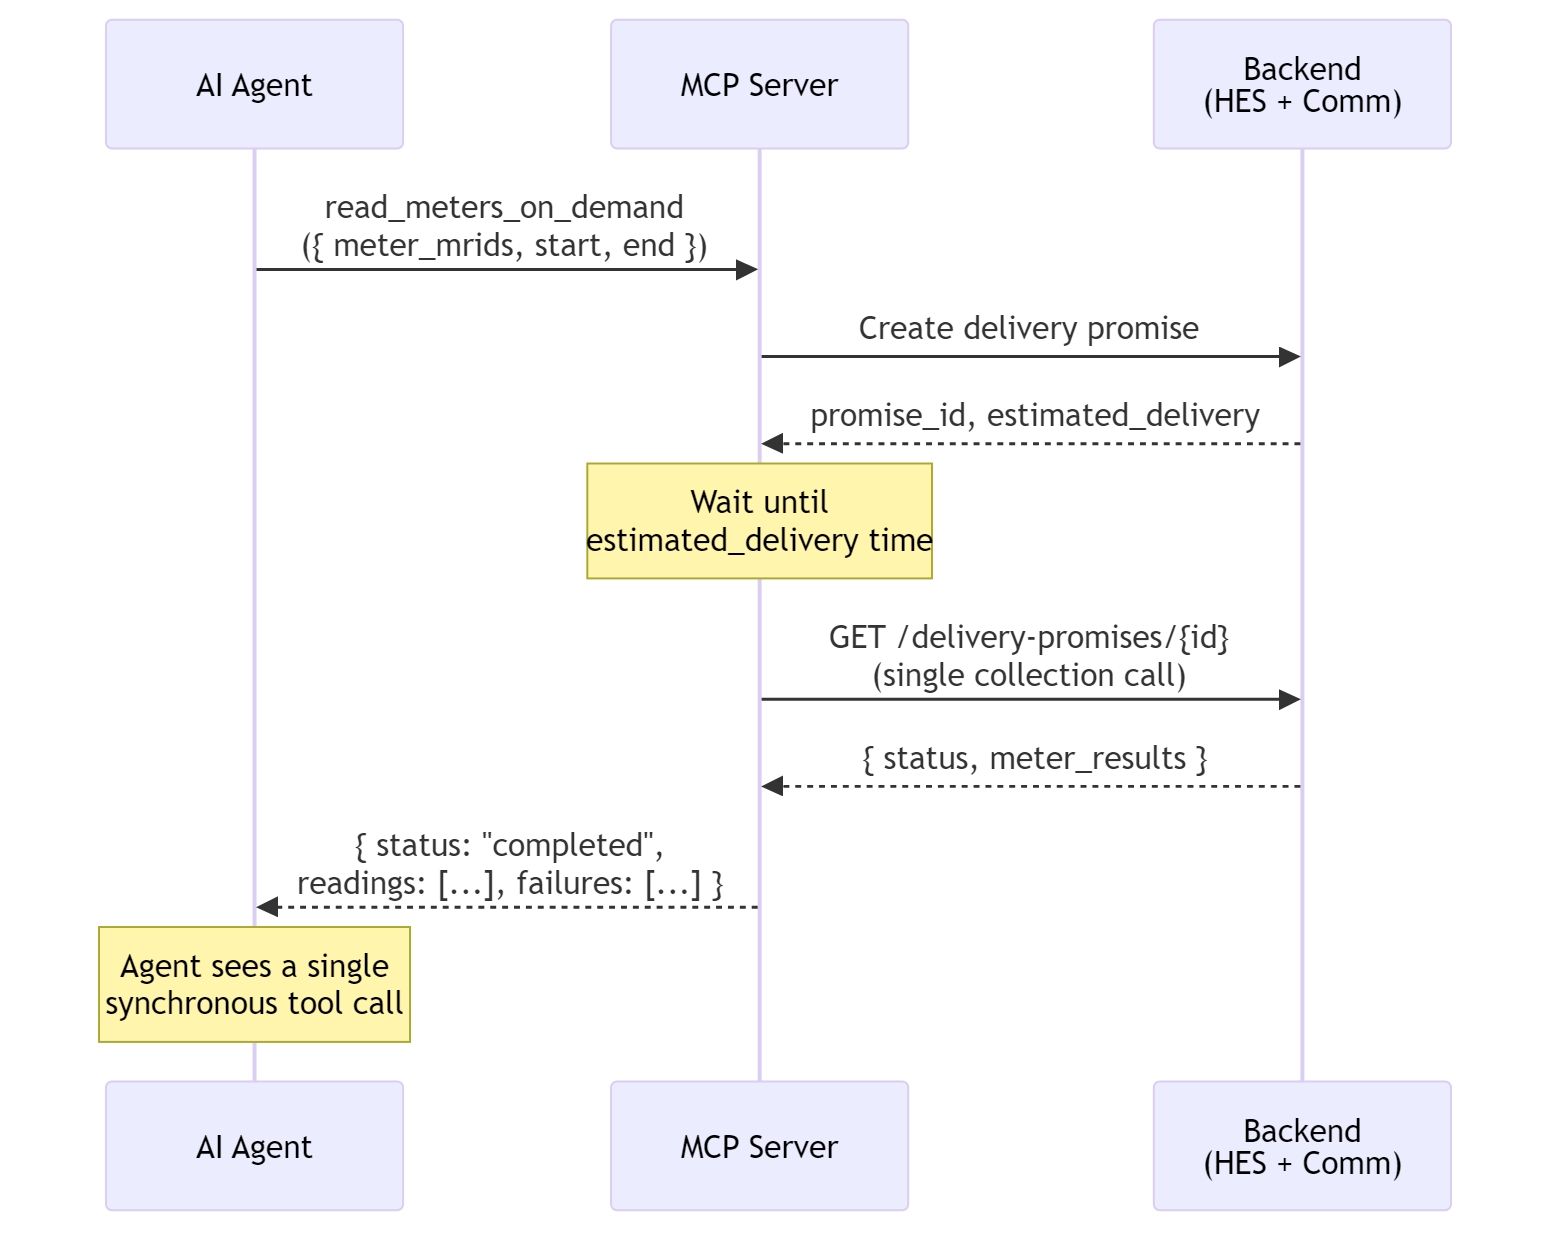 AI Agent
MCP Server
Backend
(HES + Comm)
read_meters_on_demand
({ meter_mrids, start, end })
Create delivery promise
promise_id, estimated_delivery
Wait until
estimated_delivery time
GET /delivery-promises/{id}
(single collection call)
{ status, meter_results }
{ status: "completed",
readings: [...], failures: [...] }
Agent sees a single
synchronous tool call
AI Agent
MCP Server
Backend
(HES + Comm)